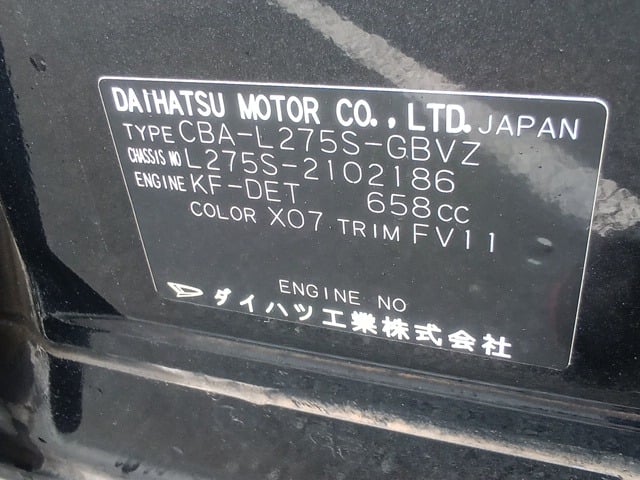 DAIHATSU MOTOR CO., LTD. JAPAN
TYPE CBA-L275S-GBVZ
CHASSIS NO L275S-2102186
ENGINE KF-DET 658CC
COLOR X07 TRIM FV11
ENGINE NO
ダイハツ工業株式会社